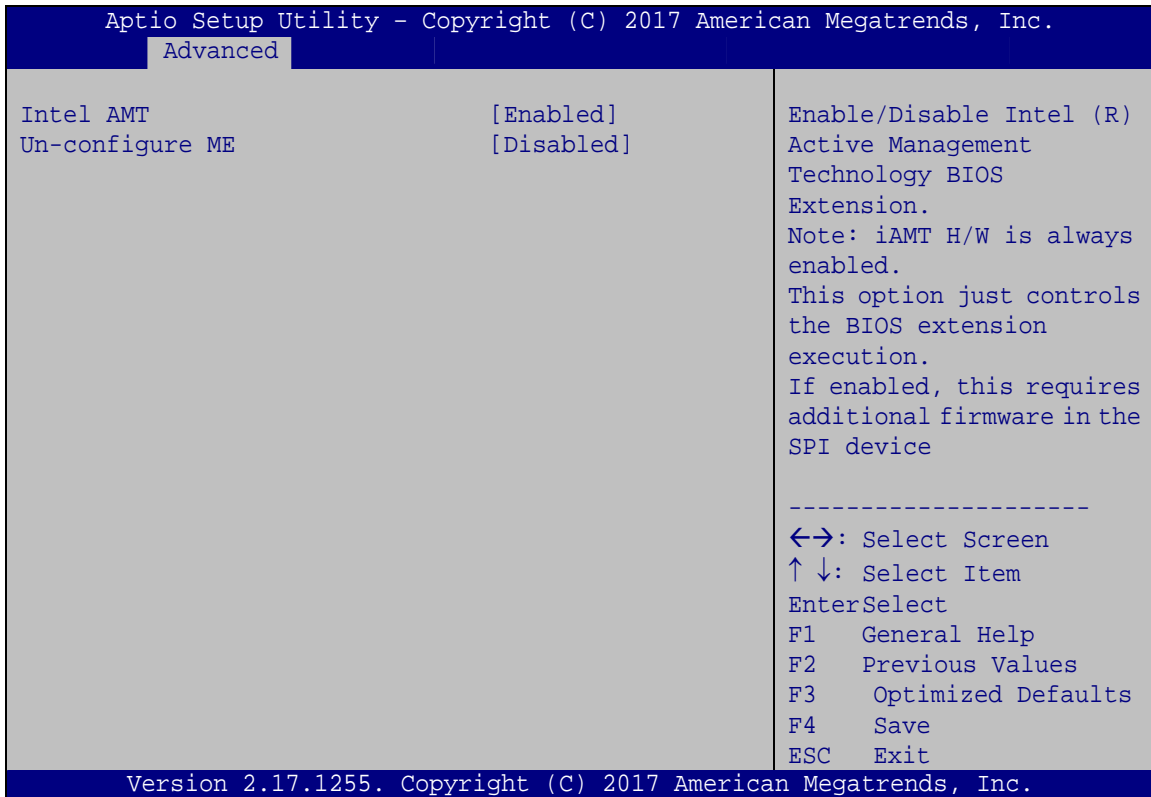 Aptio Setup Utility – Copyright (C) 2017 American Megatrends, Inc.
Advanced
Intel AMT [Enabled]
Un-configure ME [Disabled]
Enable/Disable Intel (R)
Active Management
Technology BIOS
Extension.
Note: iAMT H/W is always
enabled.
This option just controls
the BIOS extension
execution.
If enabled, this requires
additional firmware in the
SPI device
---------------------
←→: Select Screen
↑ ↓: Select Item
EnterSelect
F1 General Help
F2 Previous Values
F3 Optimized Defaults
F4 Save
ESC Exit
Version 2.17.1255. Copyright (C) 2017 American Megatrends, Inc.